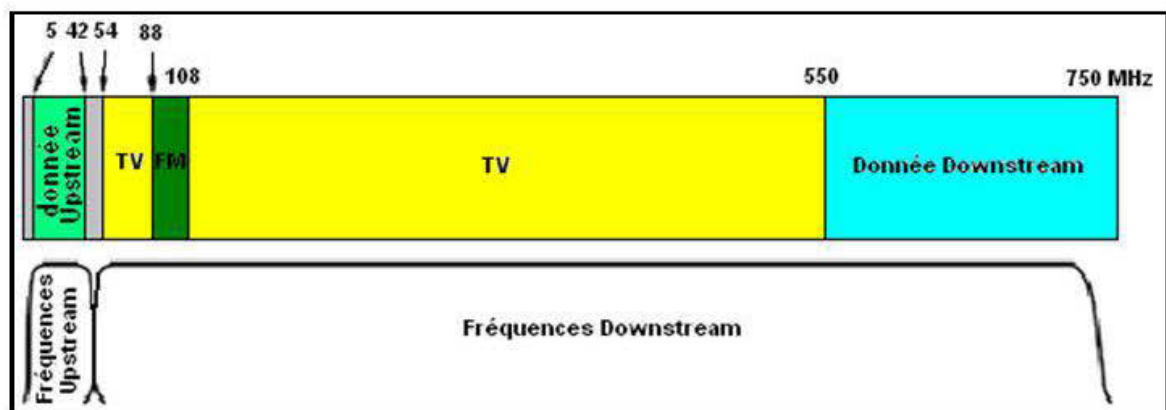 5 42 54 88
108 550 750 MHz
donnée
Upstream
TV FM TV Donnée Downstream
Fréquences
Upstream
Fréquences Downstream